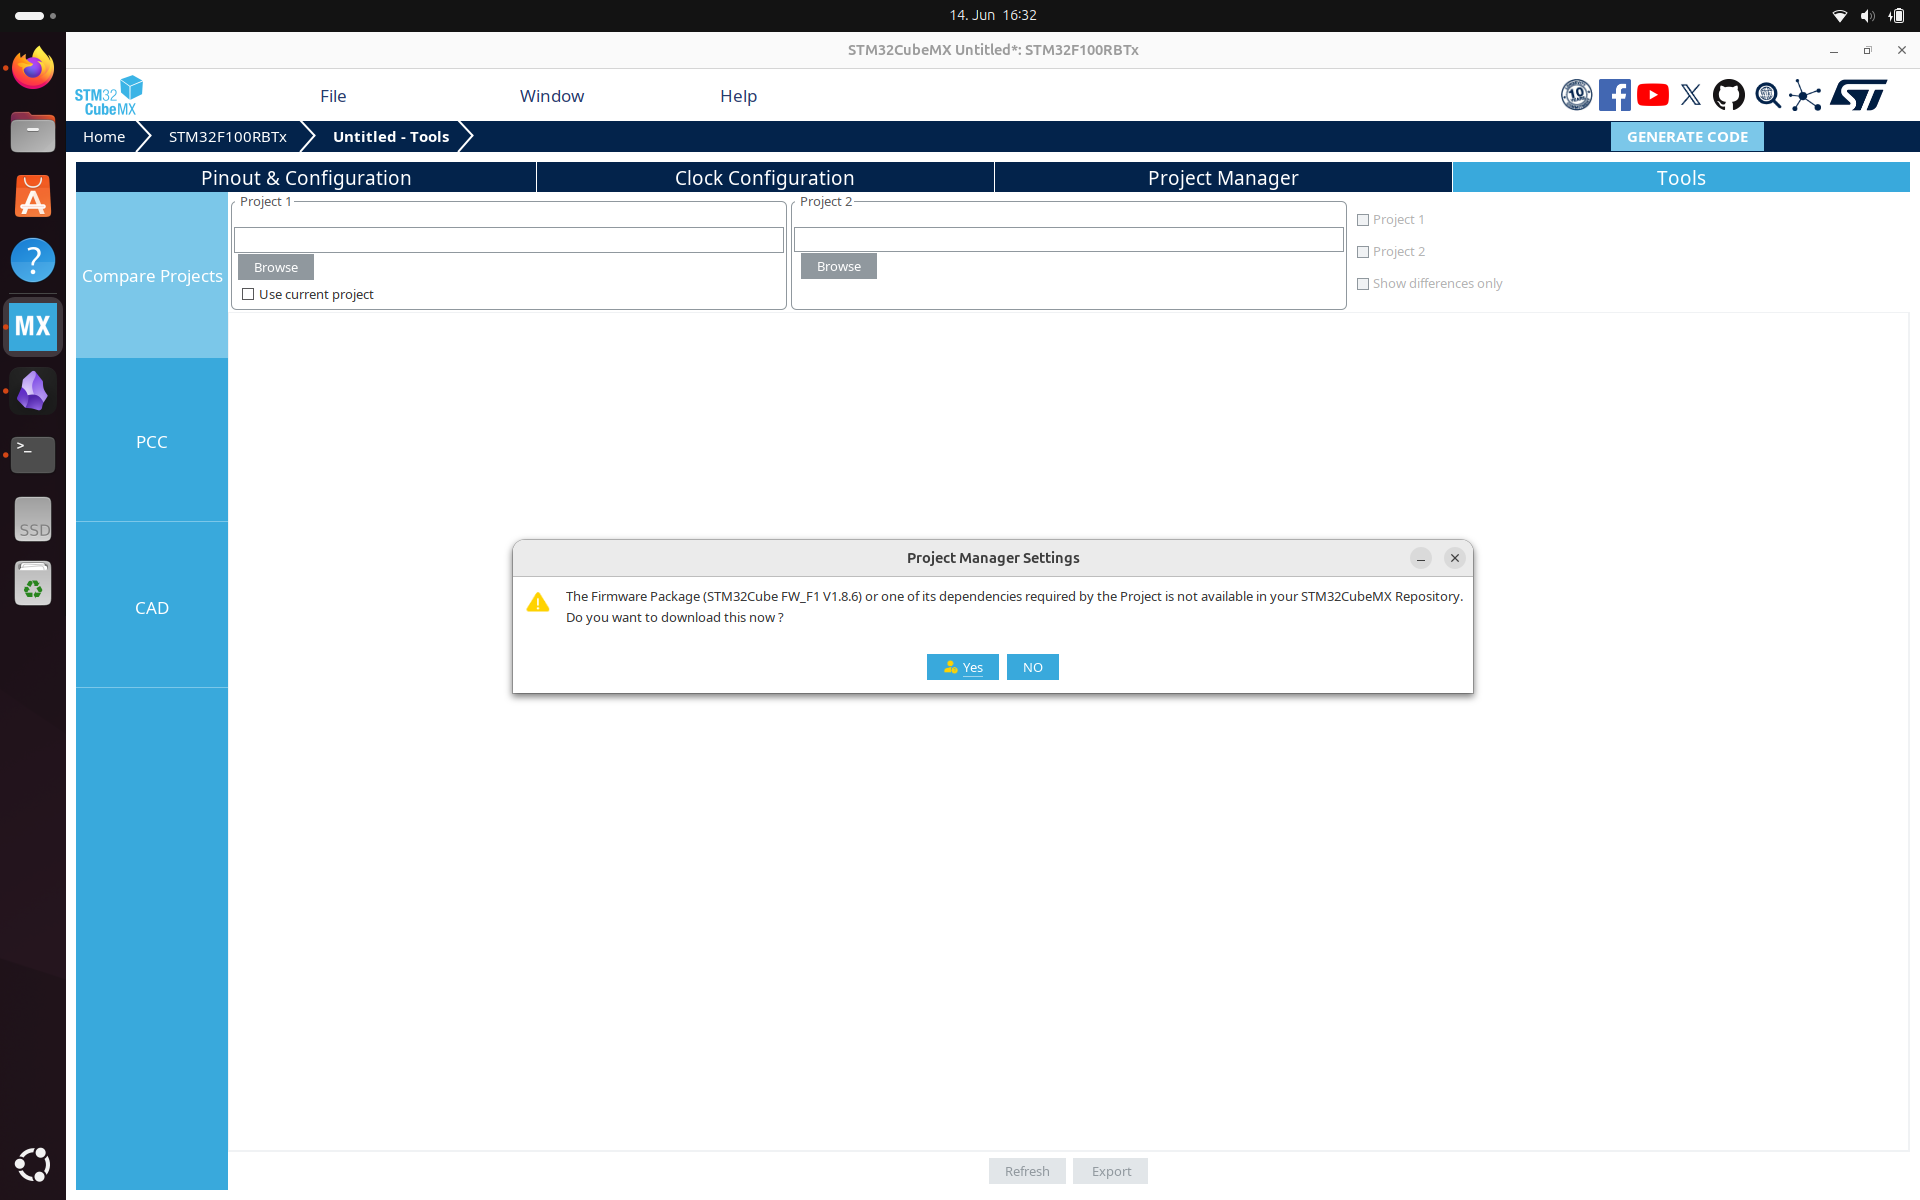 14. Jun 16:32
STM32CubeMX Untitled*: STM32F100RBTx
STM32
CubeMX
File
Window
Help
10
Home
STM32F100RBTx
Untitled - Tools
GENERATE CODE
Pinout & Configuration
Clock Configuration
Project Manager
Tools
Compare Projects
PCC
CAD
Project 1
Browse
Use current project
Project 2
Browse
Project 1
Project 2
Show differences only
MX
>_
SSD
Project Manager Settings
The Firmware Package (STM32Cube FW_F1 V1.8.6) or one of its dependencies required by the Project is not available in your STM32CubeMX Repository.
Do you want to download this now ?
Yes
NO
Refresh
Export